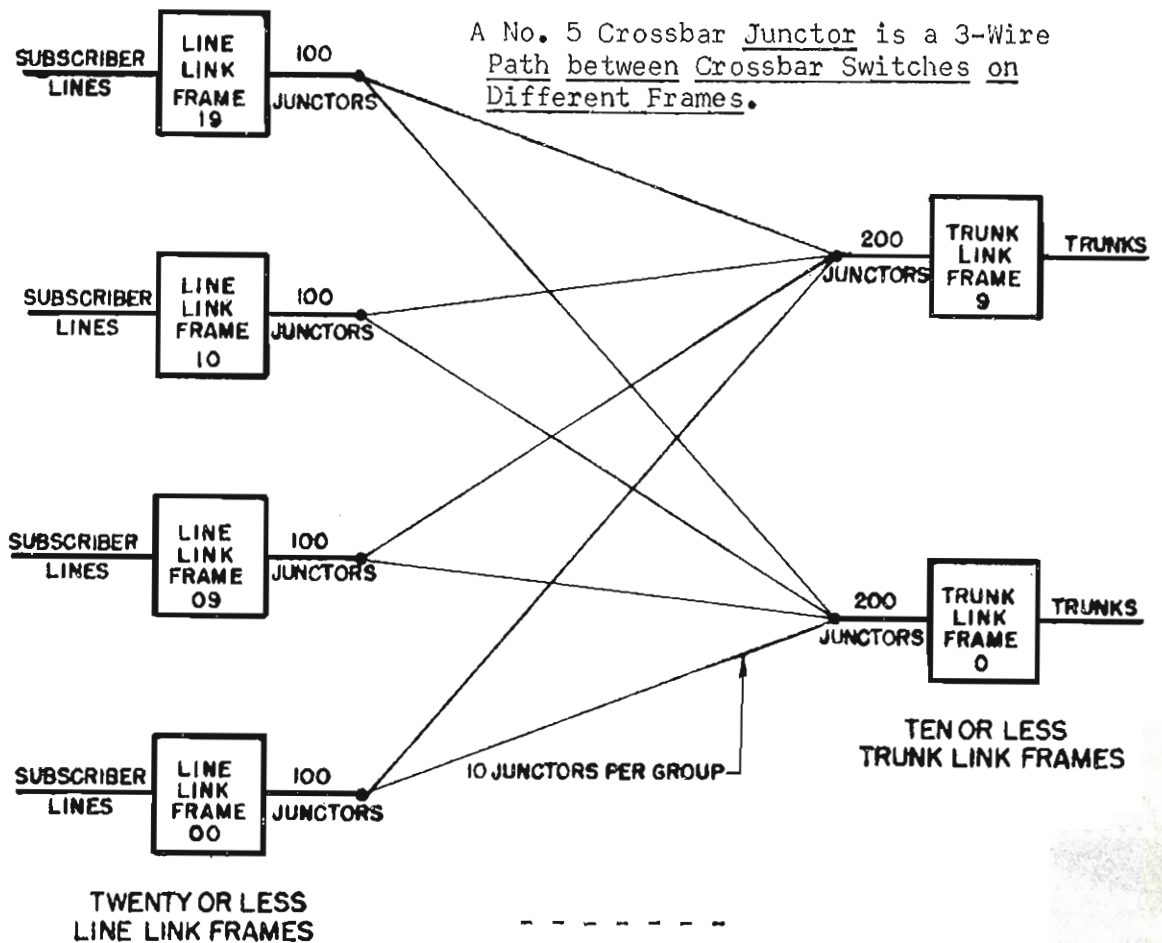 A No. 5 Crossbar Junctor is a 3-Wire
Path between Crossbar Switches on
Different Frames.
SUBSCRIBER
LINES
LINE
LINK
FRAME
19
100
JUNCTORS
200
JUNCTORS
TRUNK
LINK
FRAME
9
TRUNKS
SUBSCRIBER
LINES
LINE
LINK
FRAME
10
100
JUNCTORS
SUBSCRIBER
LINES
LINE
LINK
FRAME
09
100
JUNCTORS
200
JUNCTORS
TRUNK
LINK
FRAME
0
TRUNKS
SUBSCRIBER
LINES
LINE
LINK
FRAME
00
100
JUNCTORS
10 JUNCTORS PER GROUP
TEN OR LESS
TRUNK LINK FRAMES
TWENTY OR LESS
LINE LINK FRAMES